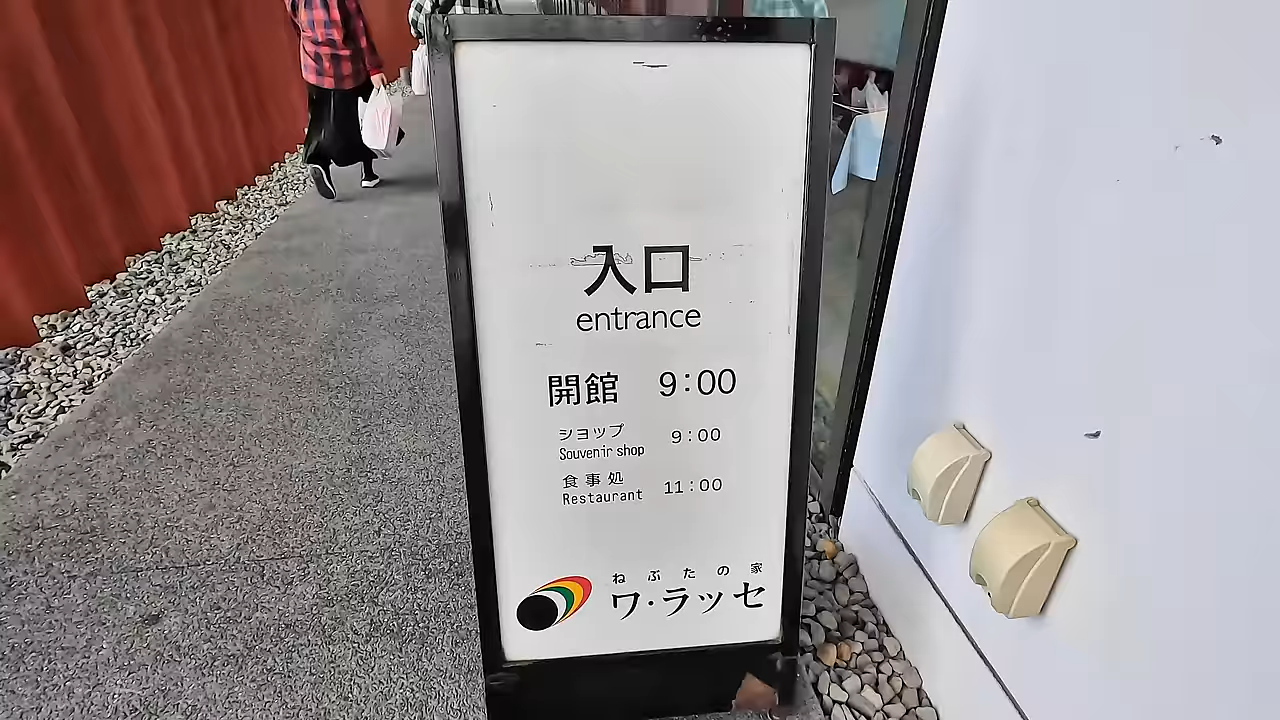 入口
entrance
開館 9:00
ショップ
Souvenir shop 9:00
食事処
Restaurant 11:00
ねぶたの家
ワ・ラッセ